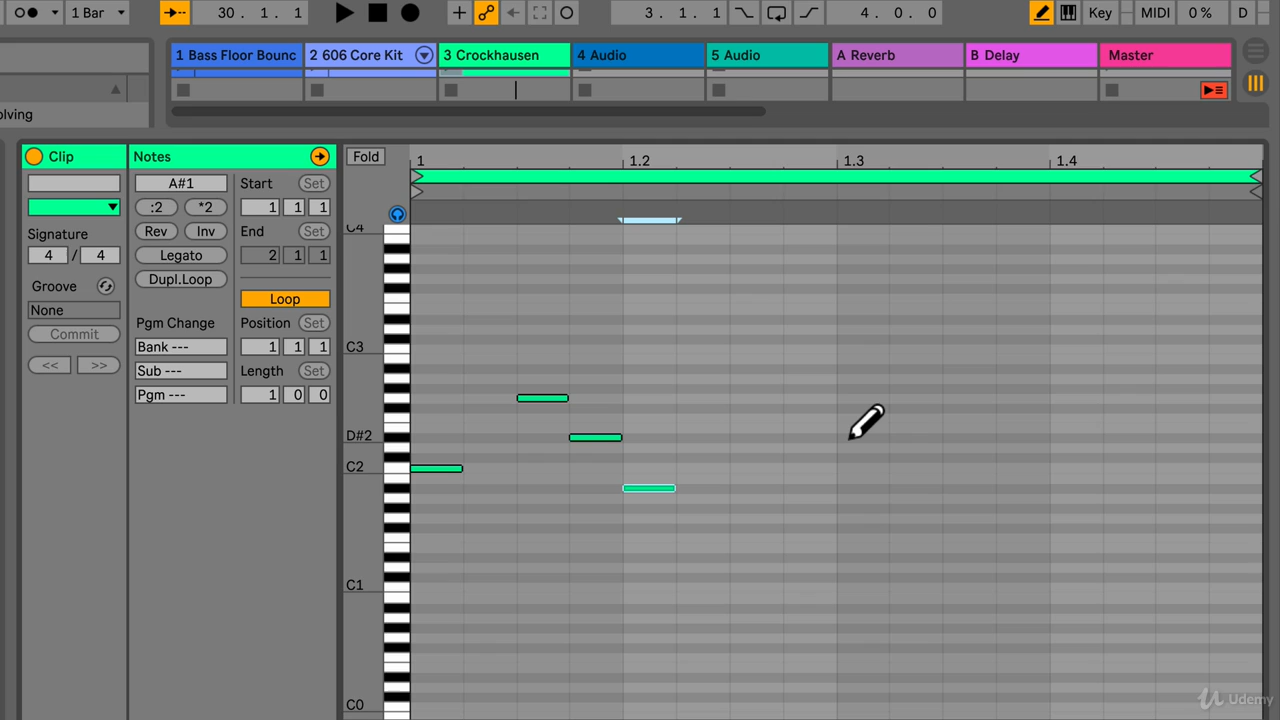 1 Bar
30 . 1 . 1
3 . 1 . 1
4 . 0 . 0
Key
MIDI
0 %
D
1 Bass Floor Bounc
2 606 Core Kit
3 Crockhausen
4 Audio
5 Audio
A Reverb
B Delay
Master
olving
Clip
Notes
Fold
1
1.2
1.3
1.4
A#1
Start
Set
:2
*2
1
1
1
Signature
Rev
Inv
End
Set
4 / 4
Legato
2
1
1
Groove
Dupl.Loop
None
Loop
Commit
Pgm Change
Position
Set
<<
>>
Bank ---
1
1
1
Sub ---
Length
Set
Pgm ---
1
0
0
C4
C3
D#2
C2
C1
C0
Udemy